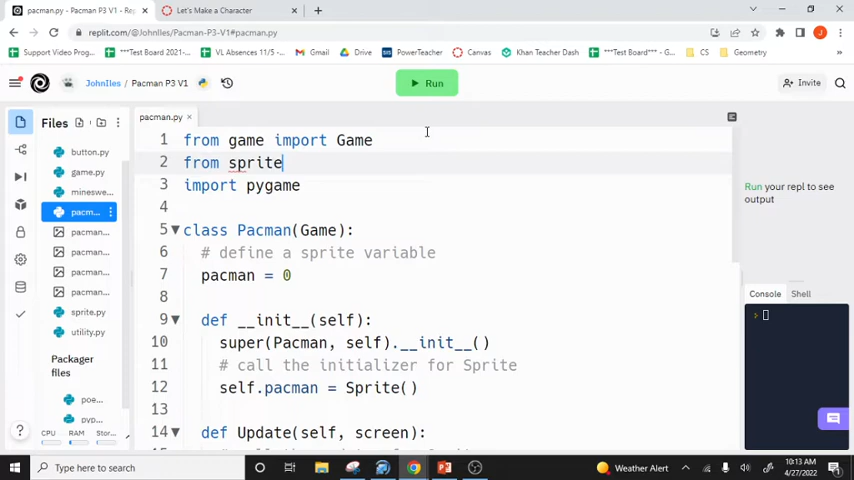 pacman.py - Pacman P3 V1 - Rep
Let's Make a Character
replit.com/@JohnIles/Pacman-P3-V1#pacman.py
Support Video Prog...
***Test Board 2021-...
VL Absences 11/5 -...
Gmail
Drive
SIS
PowerTeacher
Canvas
Khan Teacher Dash
***Test Boards - G...
CS
Geometry
JohnIles / Pacman P3 V1
Run
Invite
Files
pacman.py
button.py
game.py
minesw...
pacm...
pacman...
pacman...
pacman...
pacman...
sprite.py
utility.py
Packager
files
poe...
pyp...
CPU RAM Stor...
1 from game import Game
2 from sprite
3 import pygame
4
5 class Pacman(Game):
6 # define a sprite variable
7 pacman = 0
8
9 def __init__(self):
10 super(Pacman, self).__init__()
11 # call the initializer for Sprite
12 self.pacman = Sprite()
13
14 def Update(self, screen):
Run your repl to see
output
Console Shell
Type here to search
Weather Alert
10:13 AM
4/27/2022